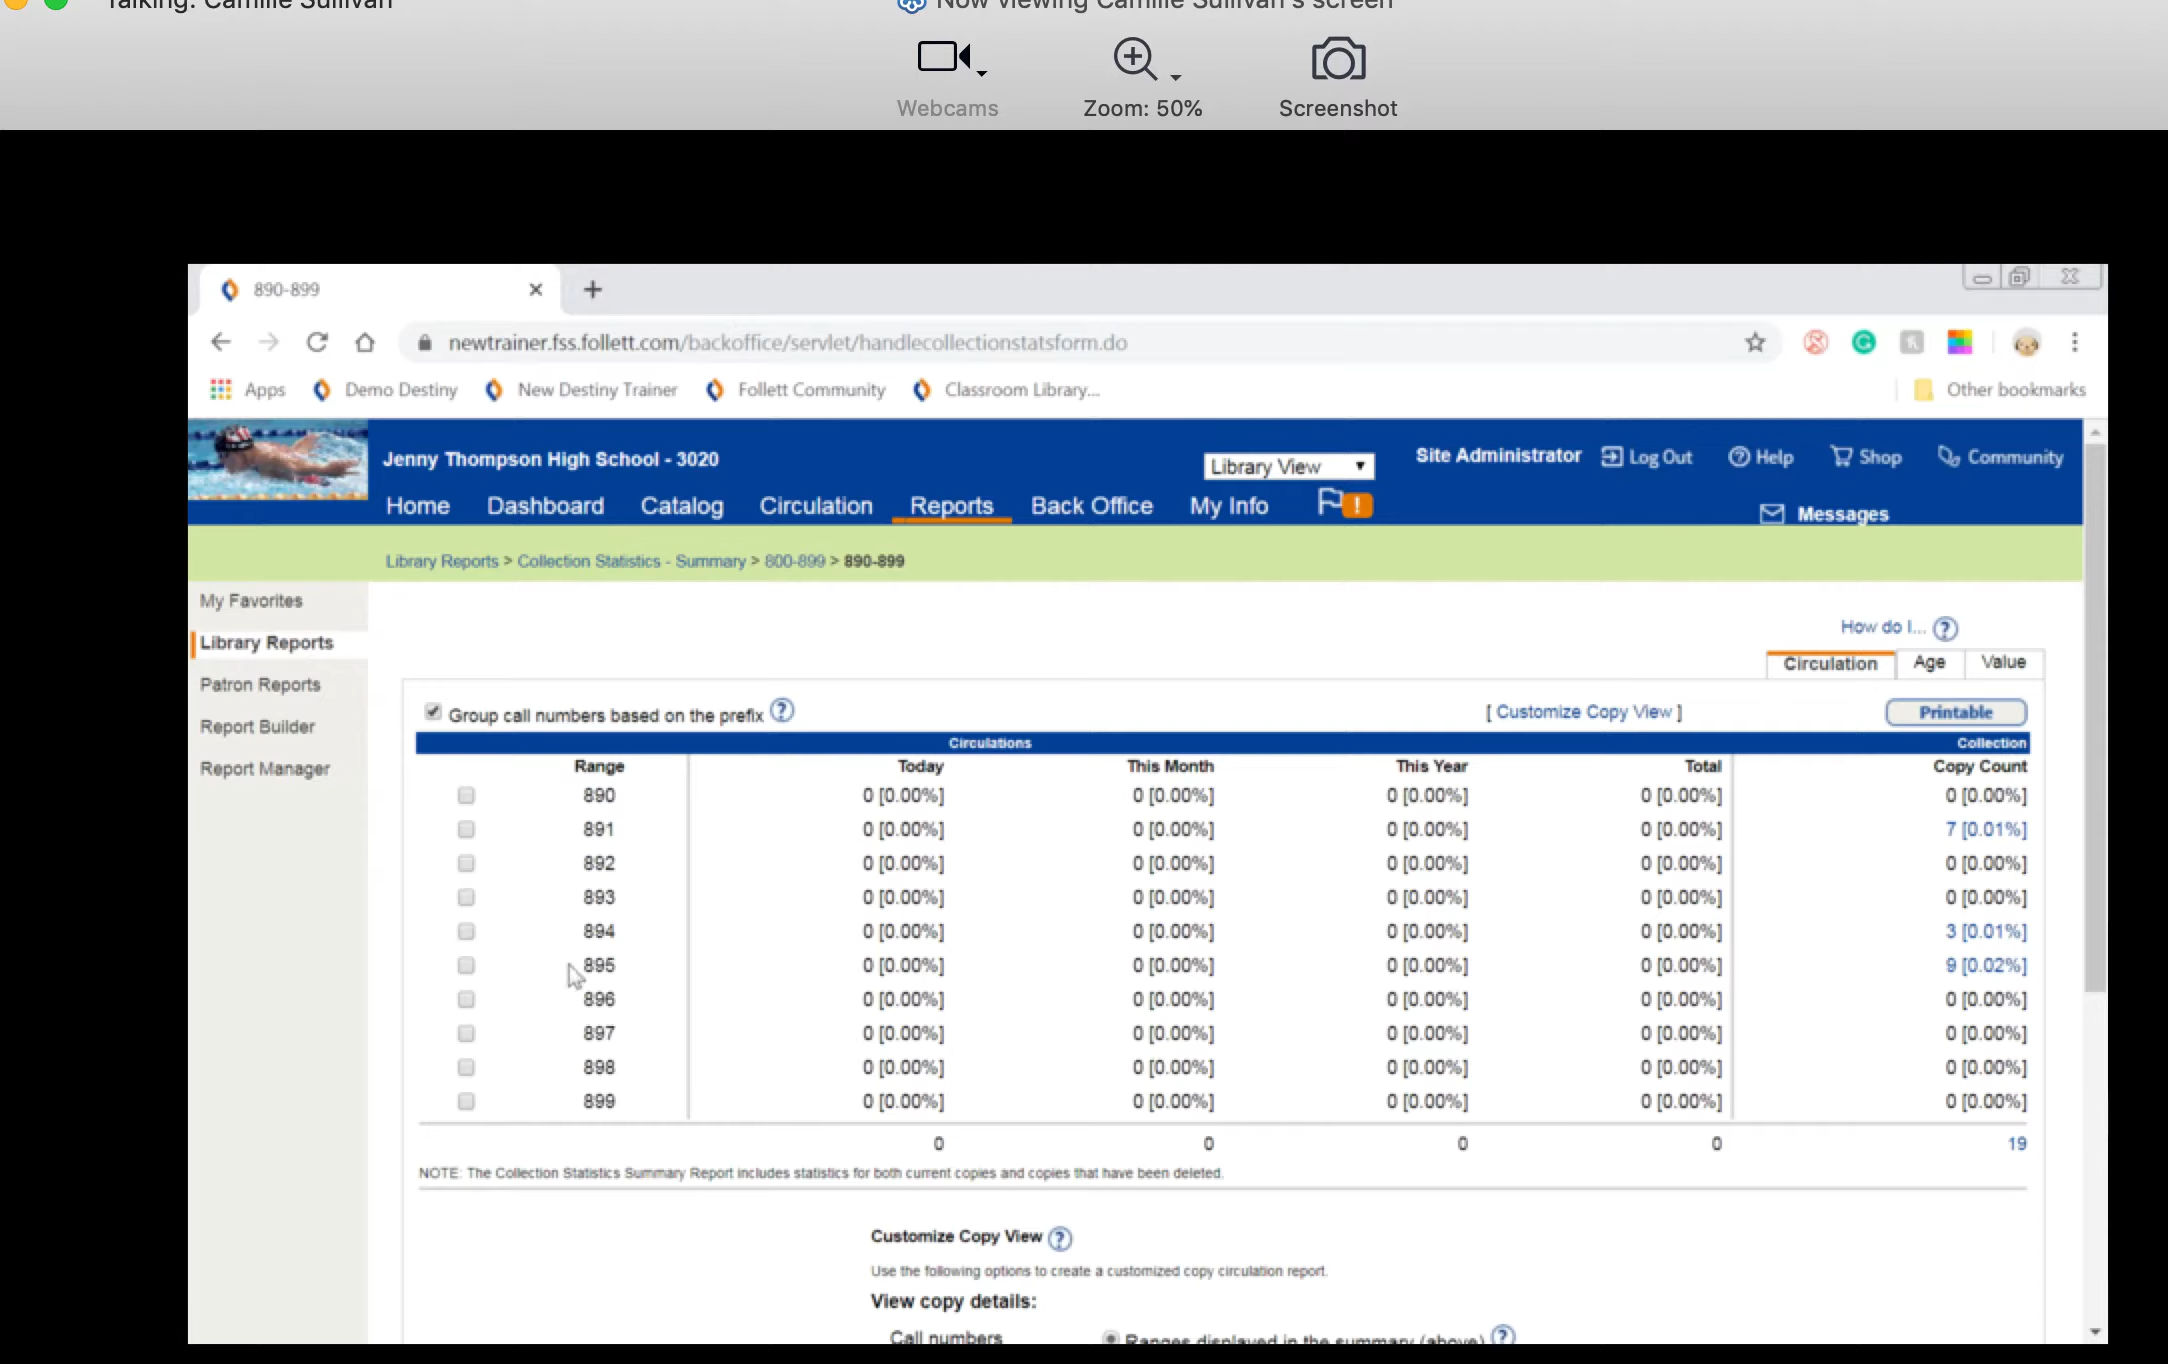 Talking: Camille Sullivan
Now viewing Camille Sullivan's screen
Webcams
Zoom: 50%
Screenshot
890-899
newtrainer.fss.follett.com/backoffice/servlet/handlecollectionstatsform.do
Apps Demo Destiny New Destiny Trainer Follett Community Classroom Library... Other bookmarks
Jenny Thompson High School - 3020
Library View
Site Administrator Log Out Help Shop Community
Home Dashboard Catalog Circulation Reports Back Office My Info !
Messages
Library Reports > Collection Statistics - Summary > 800-899 > 890-899
My Favorites
Library Reports
Patron Reports
Report Builder
Report Manager
How do I... ?
Circulation Age Value
Group call numbers based on the prefix ?
[ Customize Copy View ]
Printable
Circulations Collection
Range Today This Month This Year Total Copy Count
890 0 [0.00%] 0 [0.00%] 0 [0.00%] 0 [0.00%] 0 [0.00%]
891 0 [0.00%] 0 [0.00%] 0 [0.00%] 0 [0.00%] 7 [0.01%]
892 0 [0.00%] 0 [0.00%] 0 [0.00%] 0 [0.00%] 0 [0.00%]
893 0 [0.00%] 0 [0.00%] 0 [0.00%] 0 [0.00%] 0 [0.00%]
894 0 [0.00%] 0 [0.00%] 0 [0.00%] 0 [0.00%] 3 [0.01%]
895 0 [0.00%] 0 [0.00%] 0 [0.00%] 0 [0.00%] 9 [0.02%]
896 0 [0.00%] 0 [0.00%] 0 [0.00%] 0 [0.00%] 0 [0.00%]
897 0 [0.00%] 0 [0.00%] 0 [0.00%] 0 [0.00%] 0 [0.00%]
898 0 [0.00%] 0 [0.00%] 0 [0.00%] 0 [0.00%] 0 [0.00%]
899 0 [0.00%] 0 [0.00%] 0 [0.00%] 0 [0.00%] 0 [0.00%]
0 0 0 0 19
NOTE: The Collection Statistics Summary Report includes statistics for both current copies and copies that have been deleted.
Customize Copy View ?
Use the following options to create a customized copy circulation report.
View copy details:
Call numbers Ranges displayed in the summary (above) ?